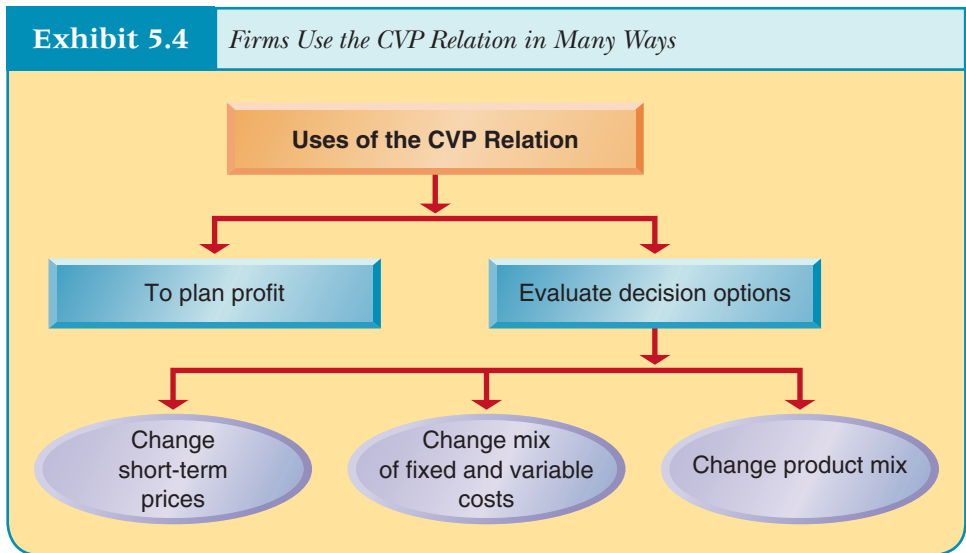 Exhibit 5.4
Firms Use the CVP Relation in Many Ways
Uses of the CVP Relation
To plan profit
Evaluate decision options
Change
short-term
prices
Change mix
of fixed and variable
costs
Change product mix